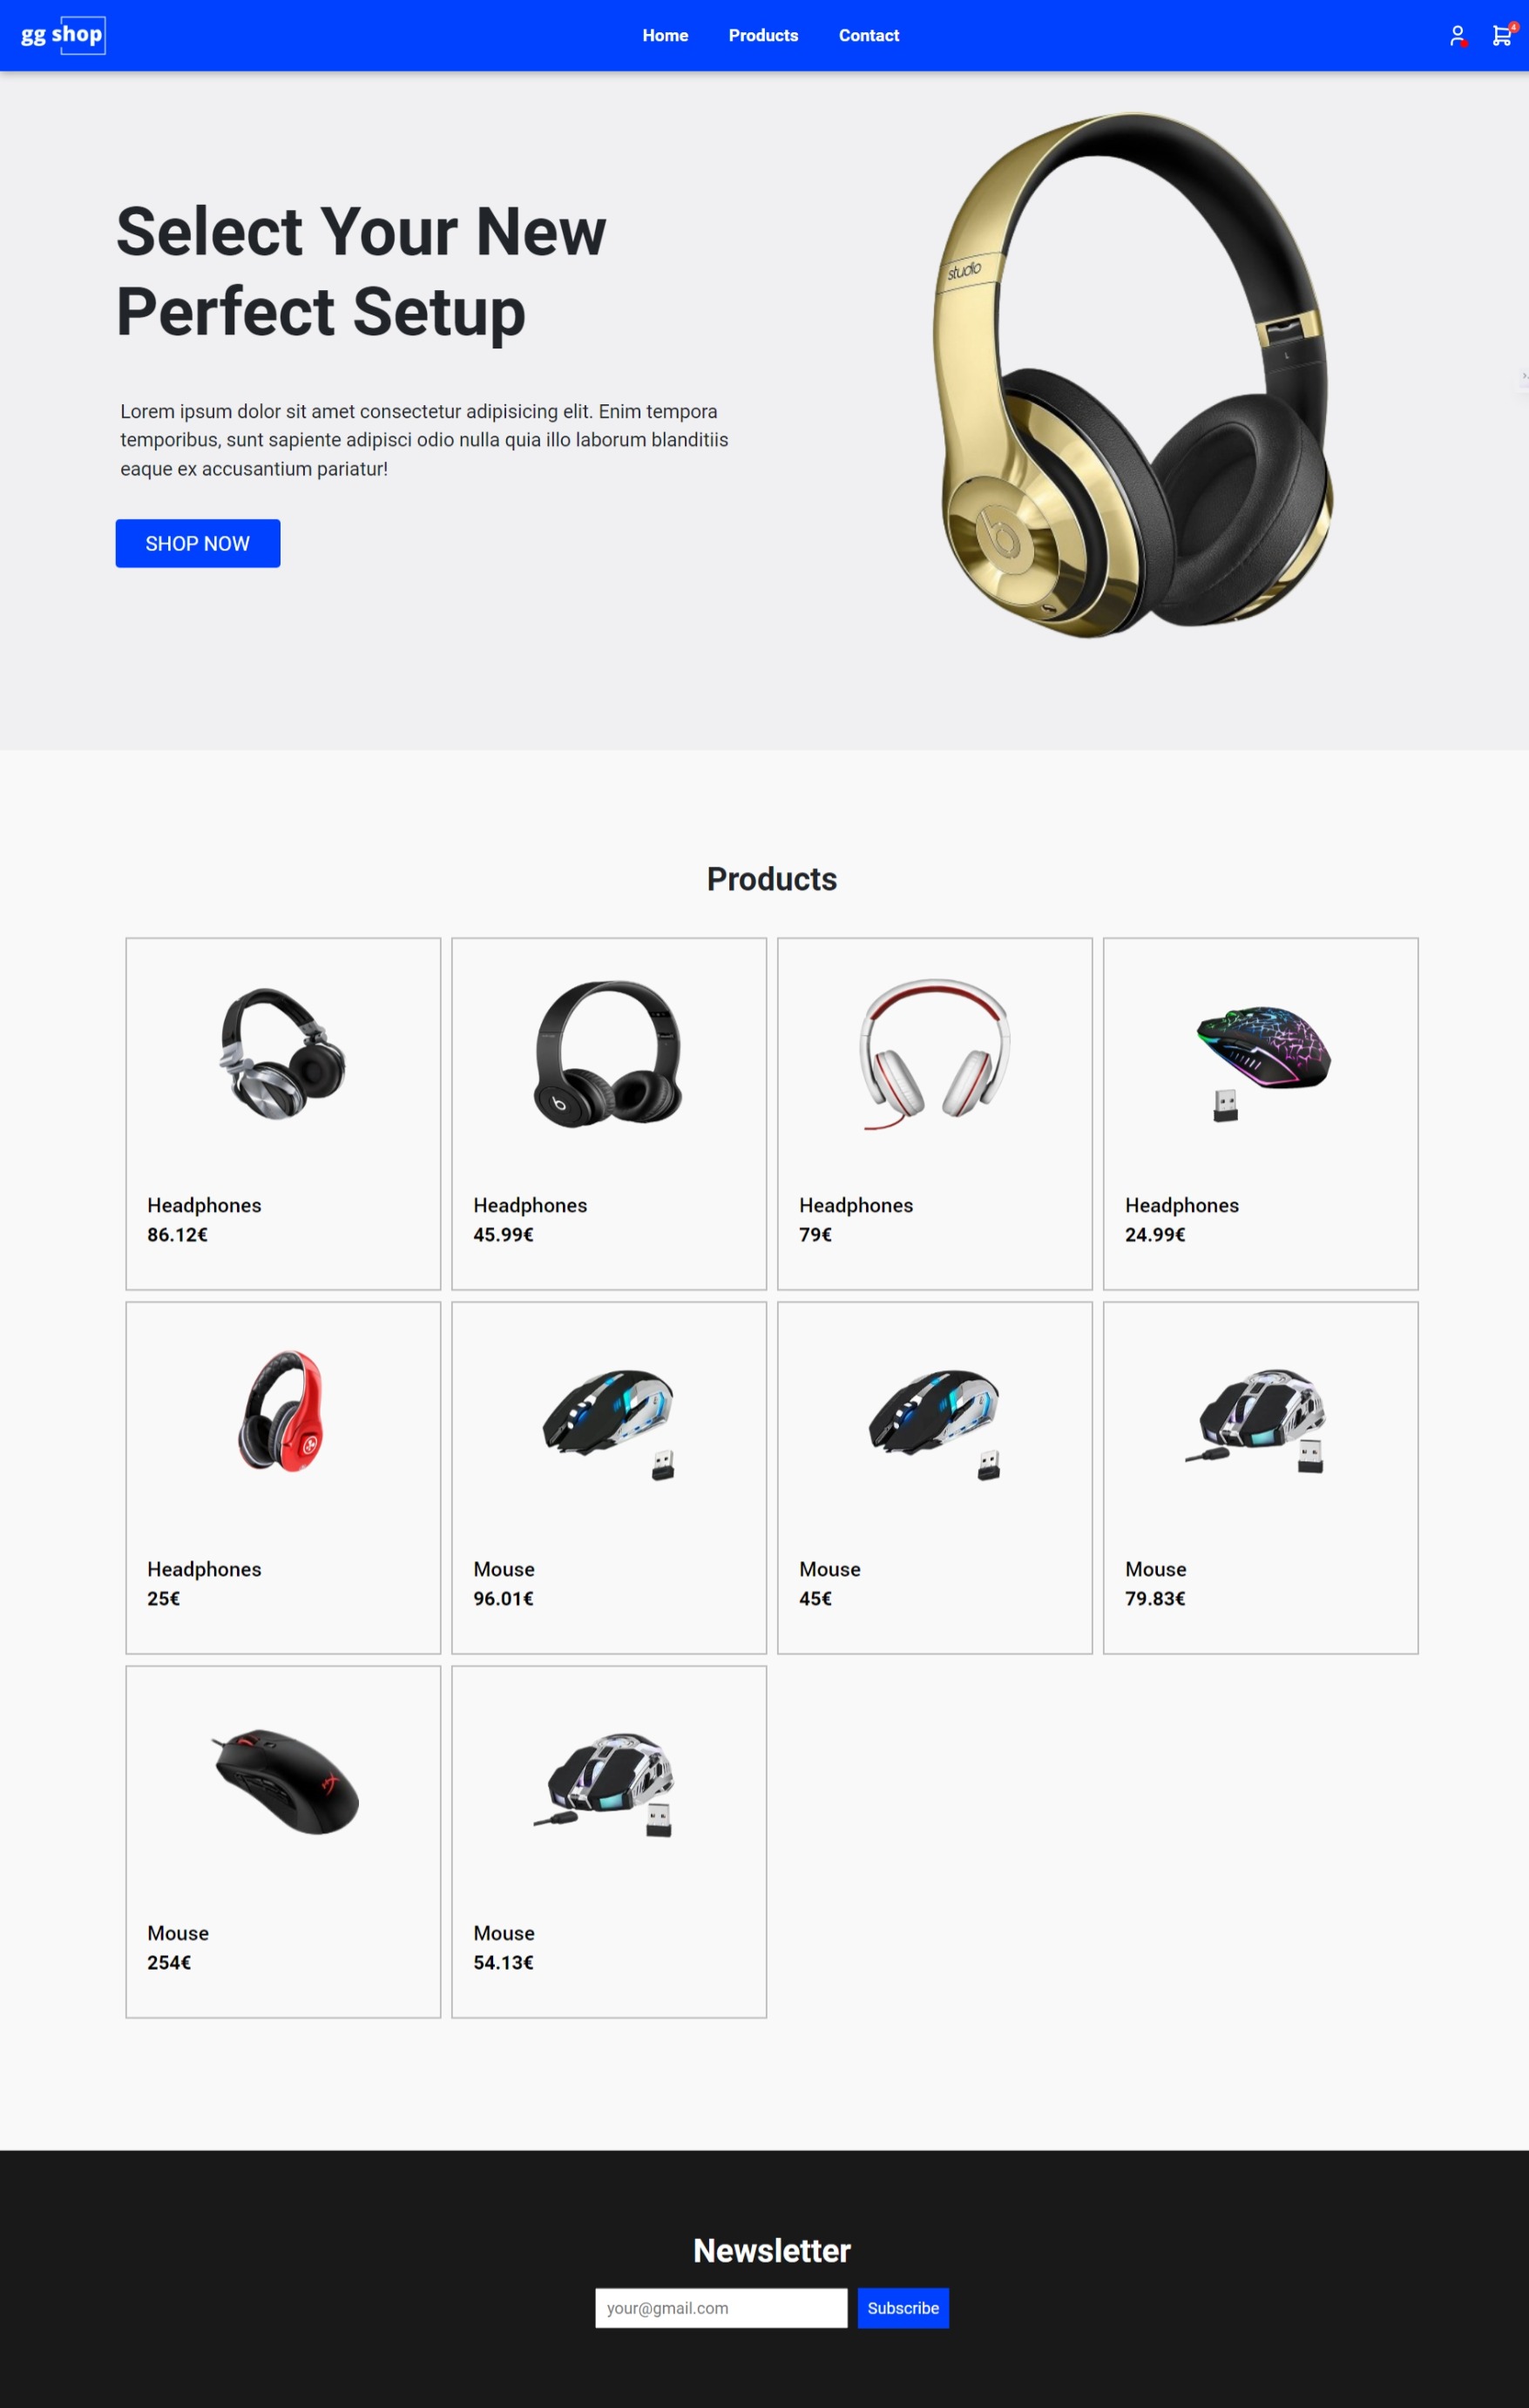 gg shop
Home
Products
Contact
4
Select Your New
Perfect Setup
Lorem ipsum dolor sit amet consectetur adipisicing elit. Enim tempora
temporibus, sunt sapiente adipisci odio nulla quia illo laborum blanditiis
eaque ex accusantium pariatur!
SHOP NOW
studio
L
Products
Headphones
86.12€
Headphones
45.99€
Headphones
79€
Headphones
24.99€
Headphones
25€
Mouse
96.01€
Mouse
45€
Mouse
79.83€
Mouse
254€
Mouse
54.13€
Newsletter
your@gmail.com
Subscribe